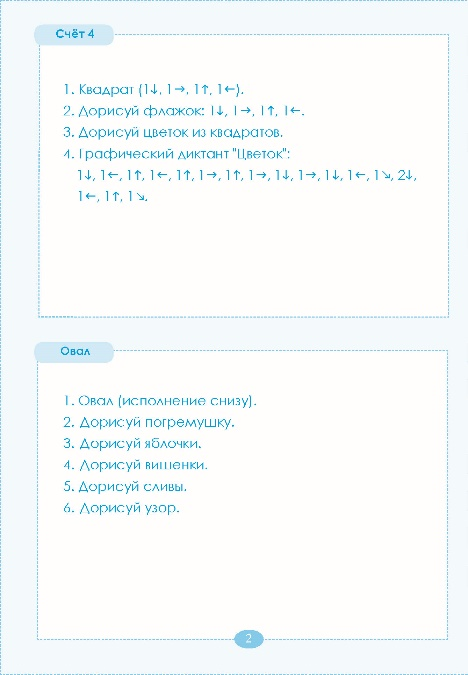 Счёт 4
1. Квадрат (1↓, 1→, 1↑, 1←).
2. Дорисуй флажок: 1↓, 1→, 1↑, 1←.
3. Дорисуй цветок из квадратов.
4. Графический диктант "Цветок":
1↓, 1←, 1↑, 1←, 1↑, 1→, 1↑, 1→, 1↓, 1→, 1↓, 1←, 1↘, 2↓,
1←, 1↑, 1↘.
Овал
1. Овал (исполнение снизу).
2. Дорисуй погремушку.
3. Дорисуй яблочки.
4. Дорисуй вишенки.
5. Дорисуй сливы.
6. Дорисуй узор.
2